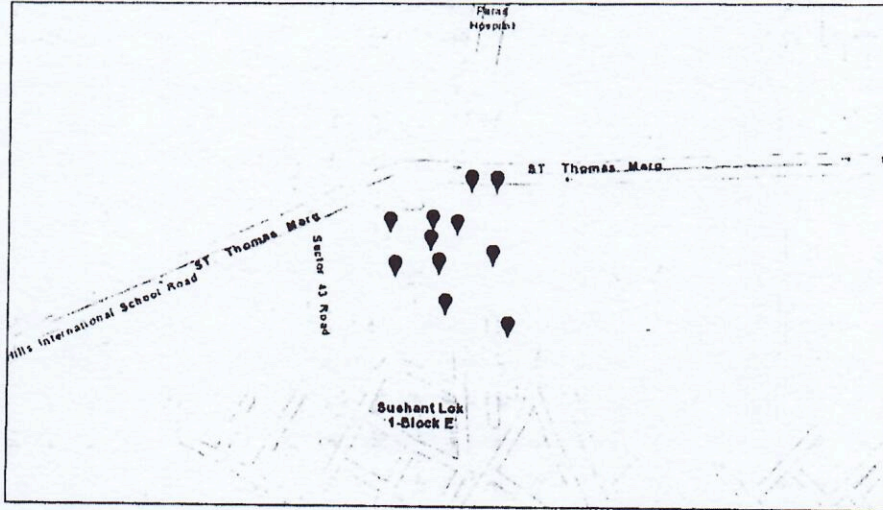 Paras
Hospital
ST Thomas Marg
ST Thomas Marg
Sector 43 Road
Hills International School Road
Sushant Lok
1-Block E